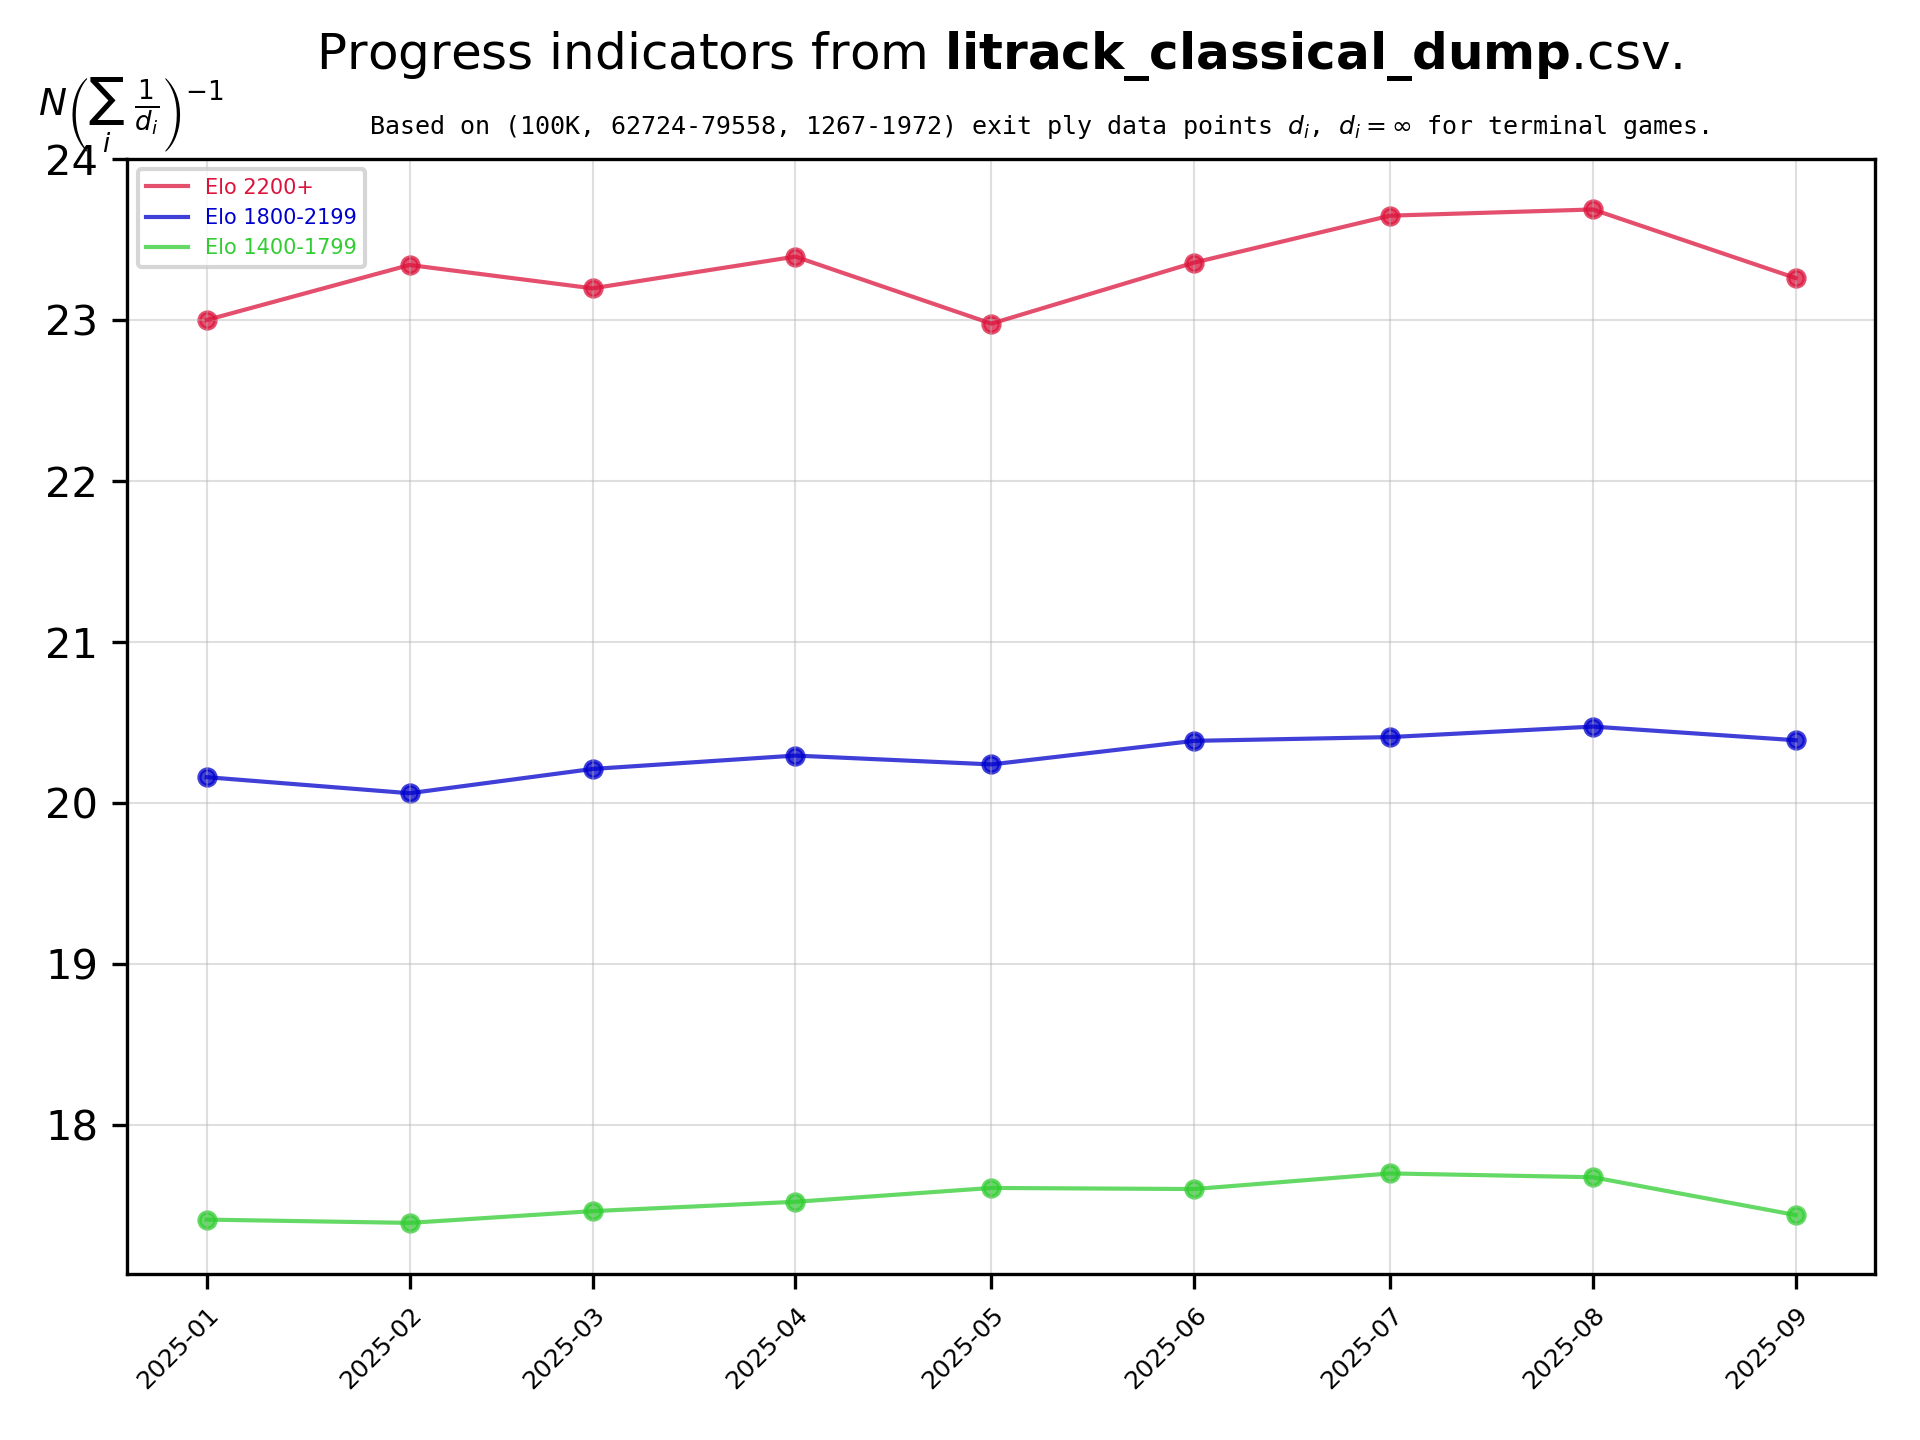 Progress indicators from litrack_classical_dump.csv.
N(∑_i 1/d_i)^{-1}
Based on (100K, 62724-79558, 1267-1972) exit ply data points d_i, d_i = ∞ for terminal games.
Elo 2200+
Elo 1800-2199
Elo 1400-1799
24
23
22
21
20
19
18
2025-01
2025-02
2025-03
2025-04
2025-05
2025-06
2025-07
2025-08
2025-09